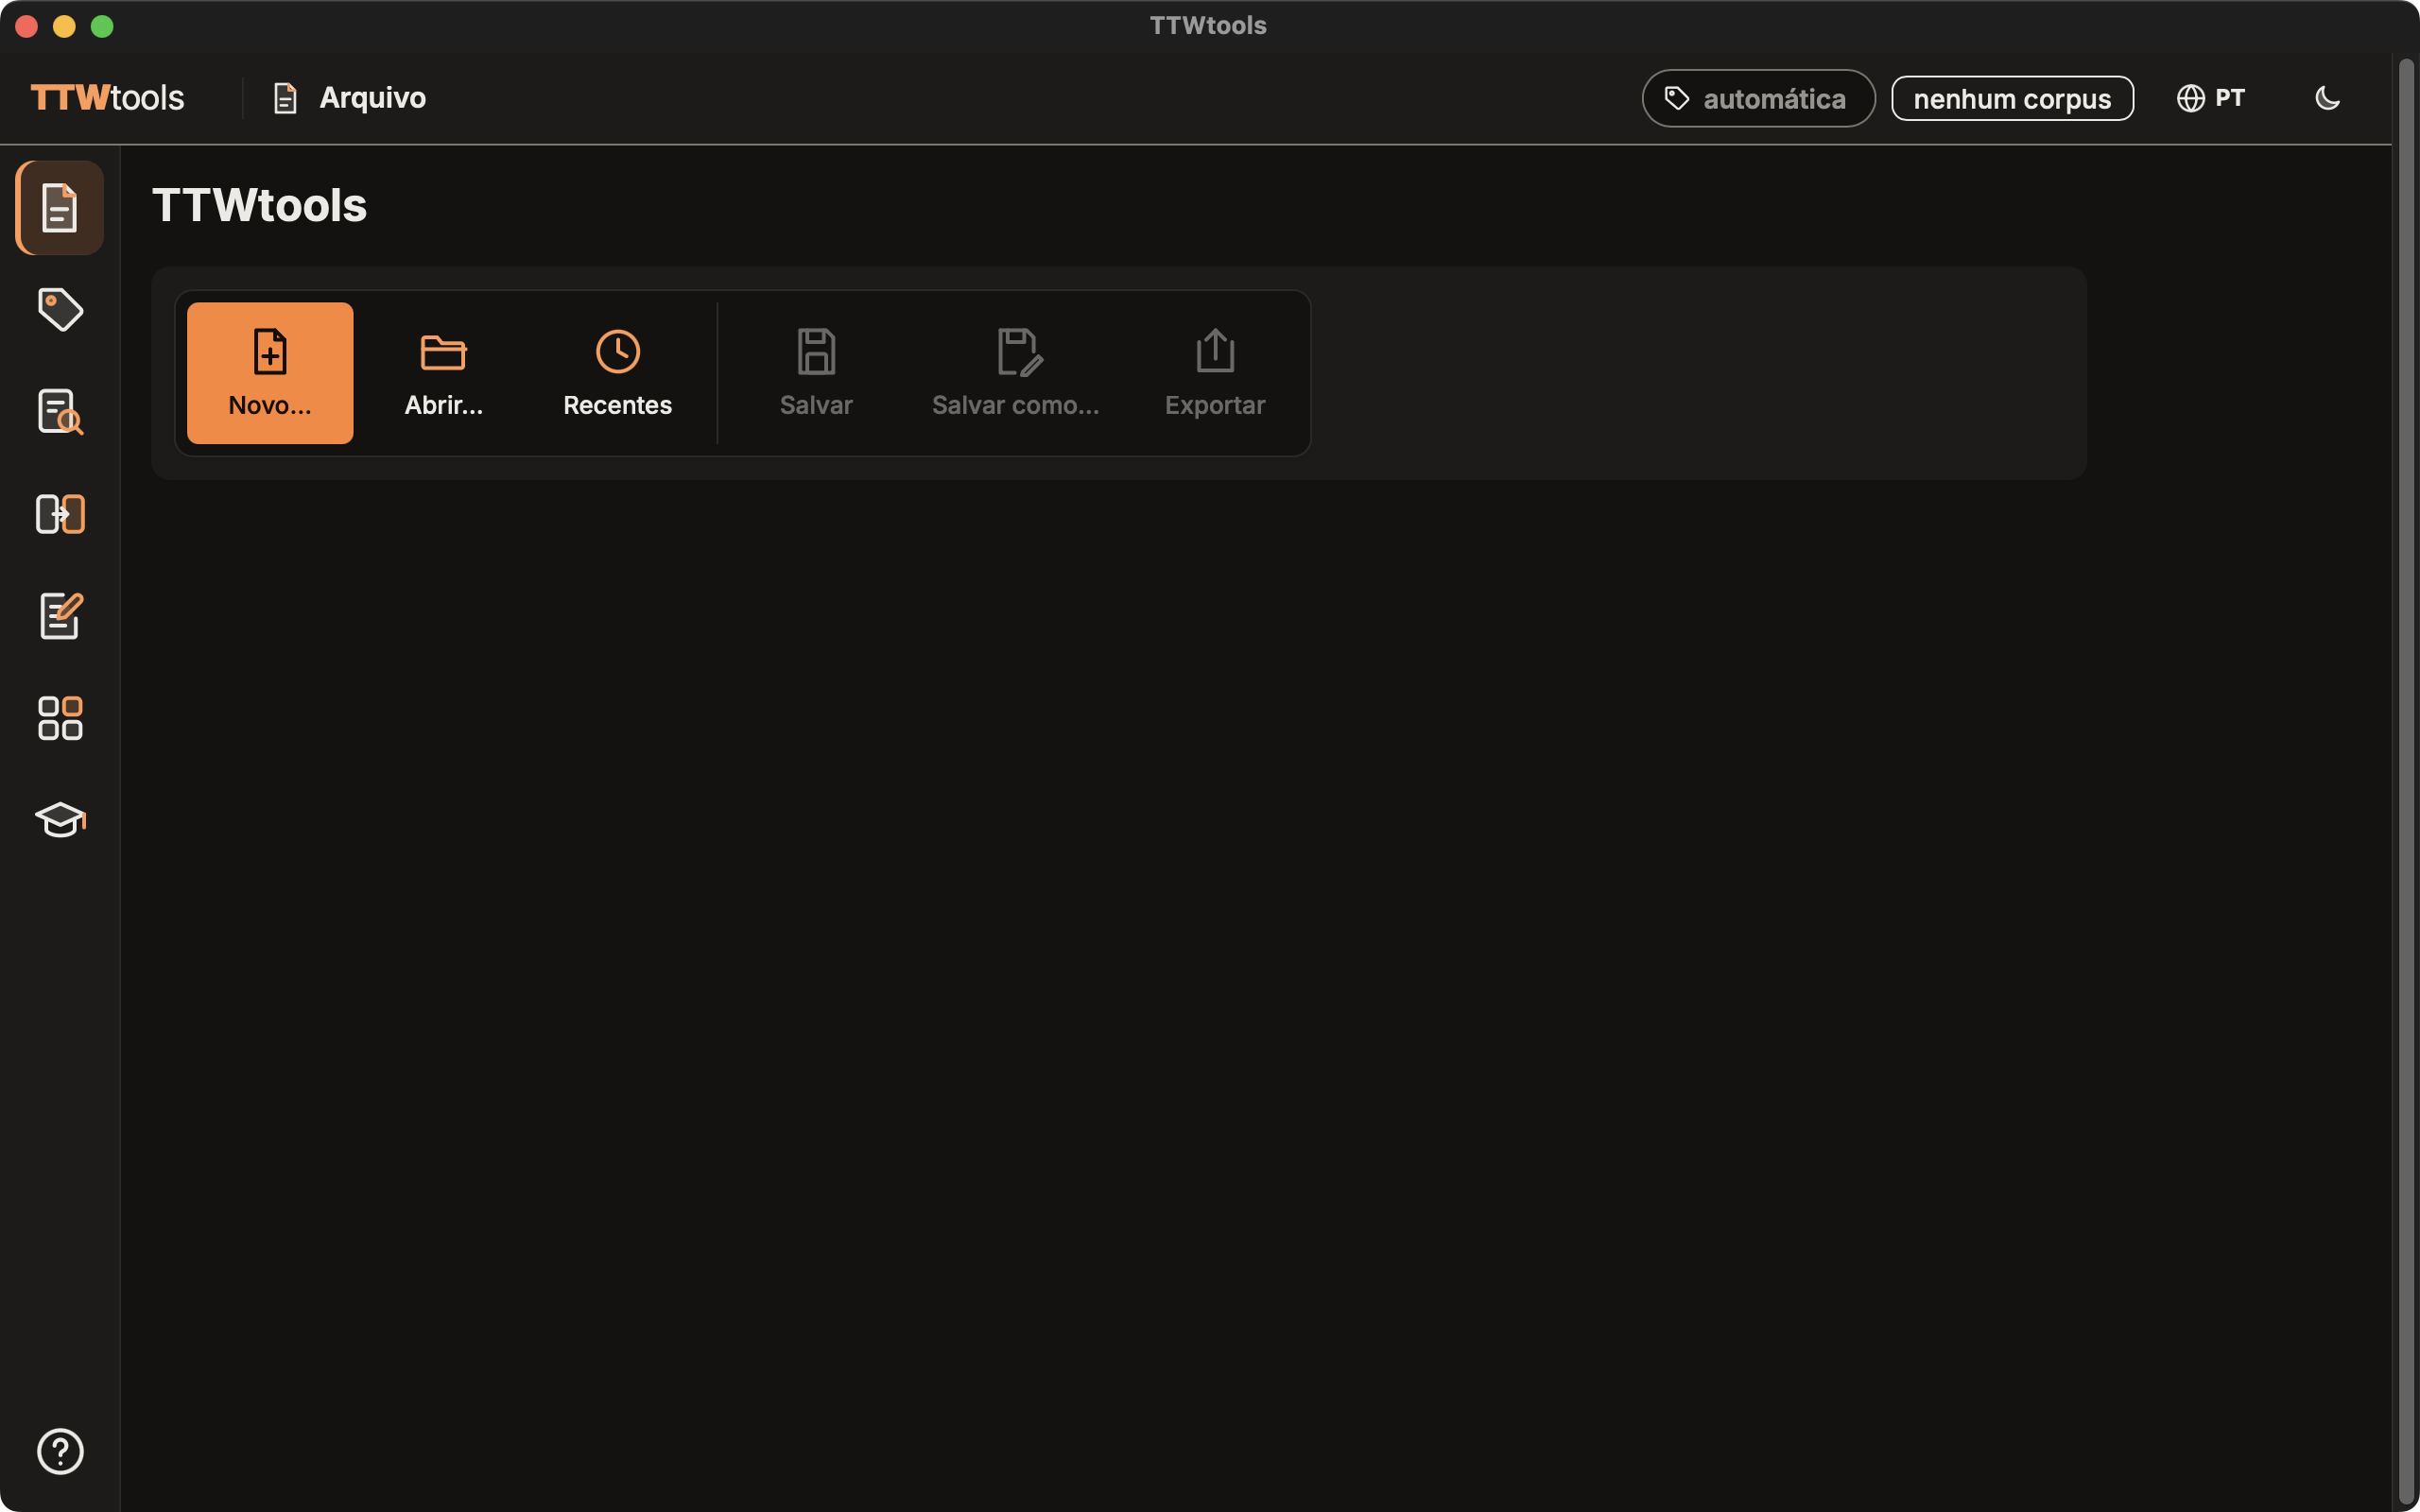 TTWtools
TTWtools
Arquivo
automática
nenhum corpus
PT
TTWtools
Novo...
Abrir...
Recentes
Salvar
Salvar como...
Exportar